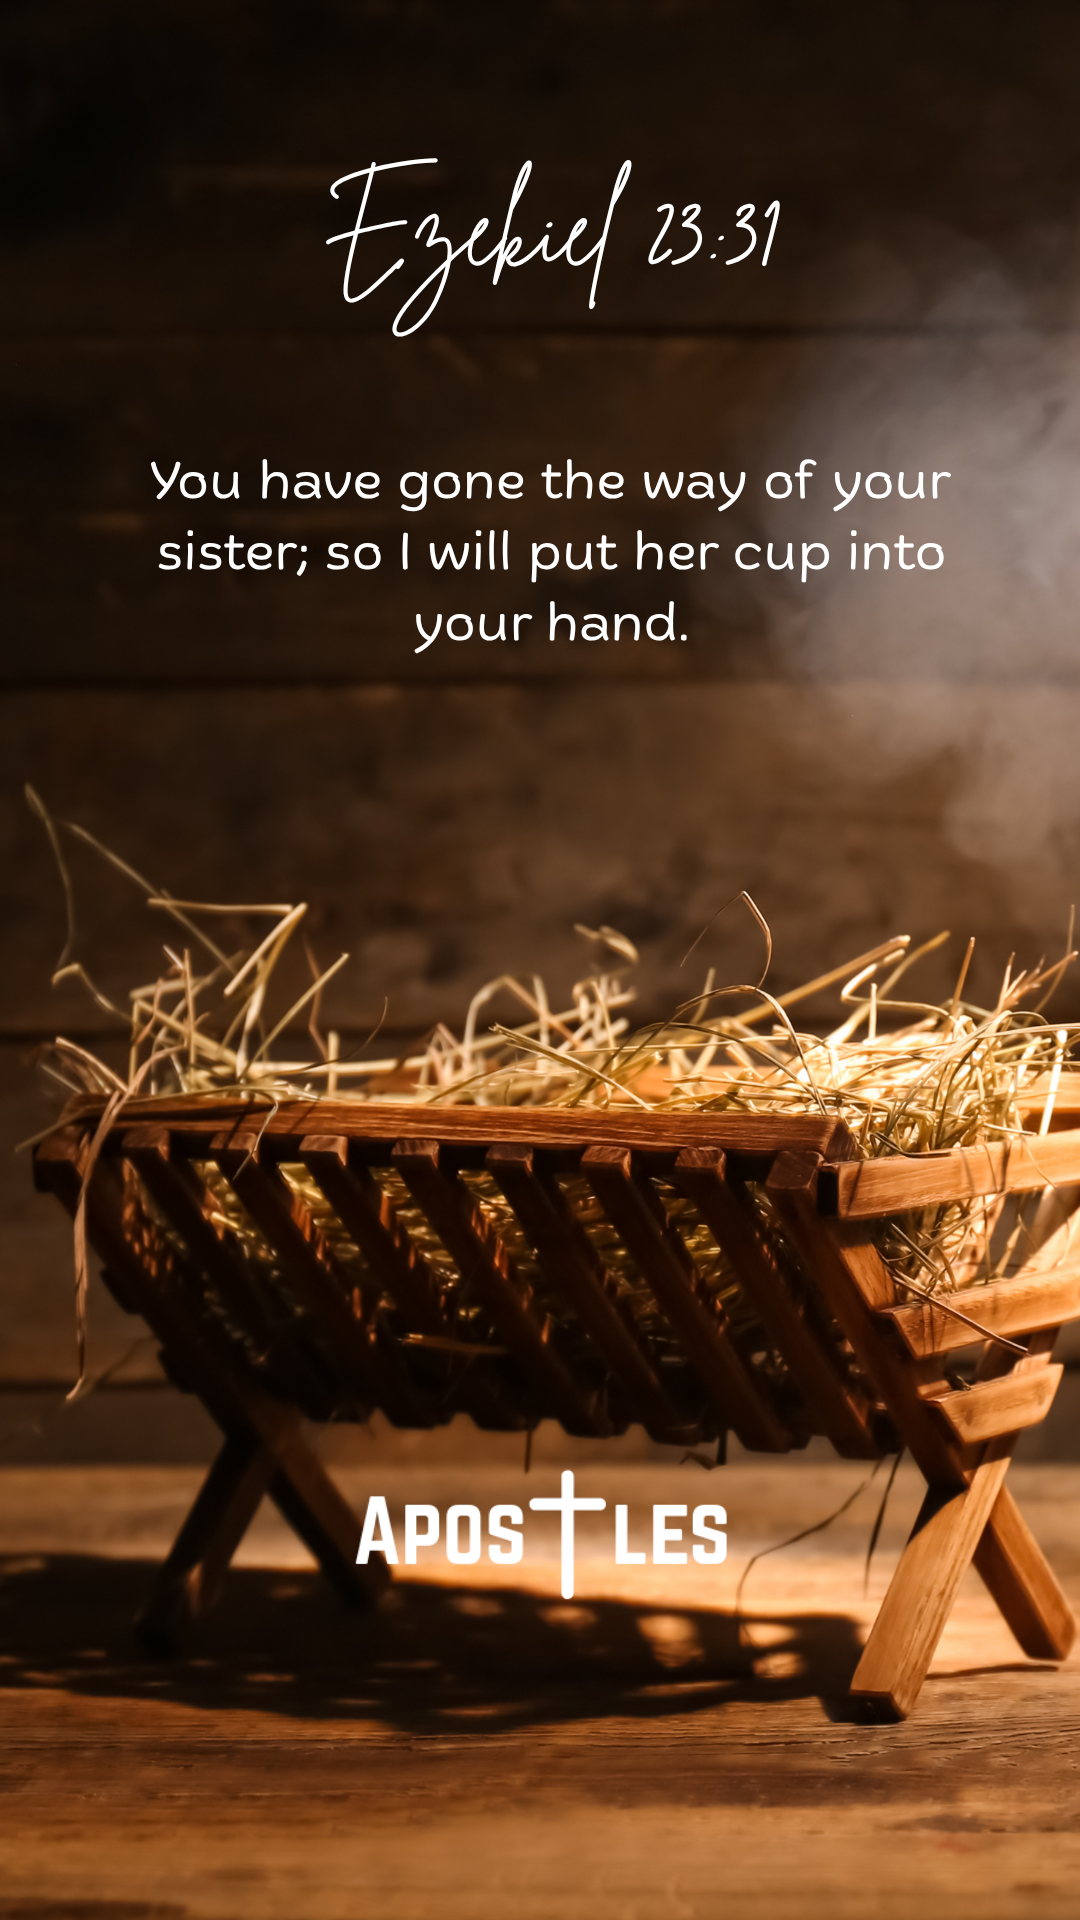 Ezekiel 23:31
You have gone the way of your
sister; so I will put her cup into
your hand.
APOSTLES